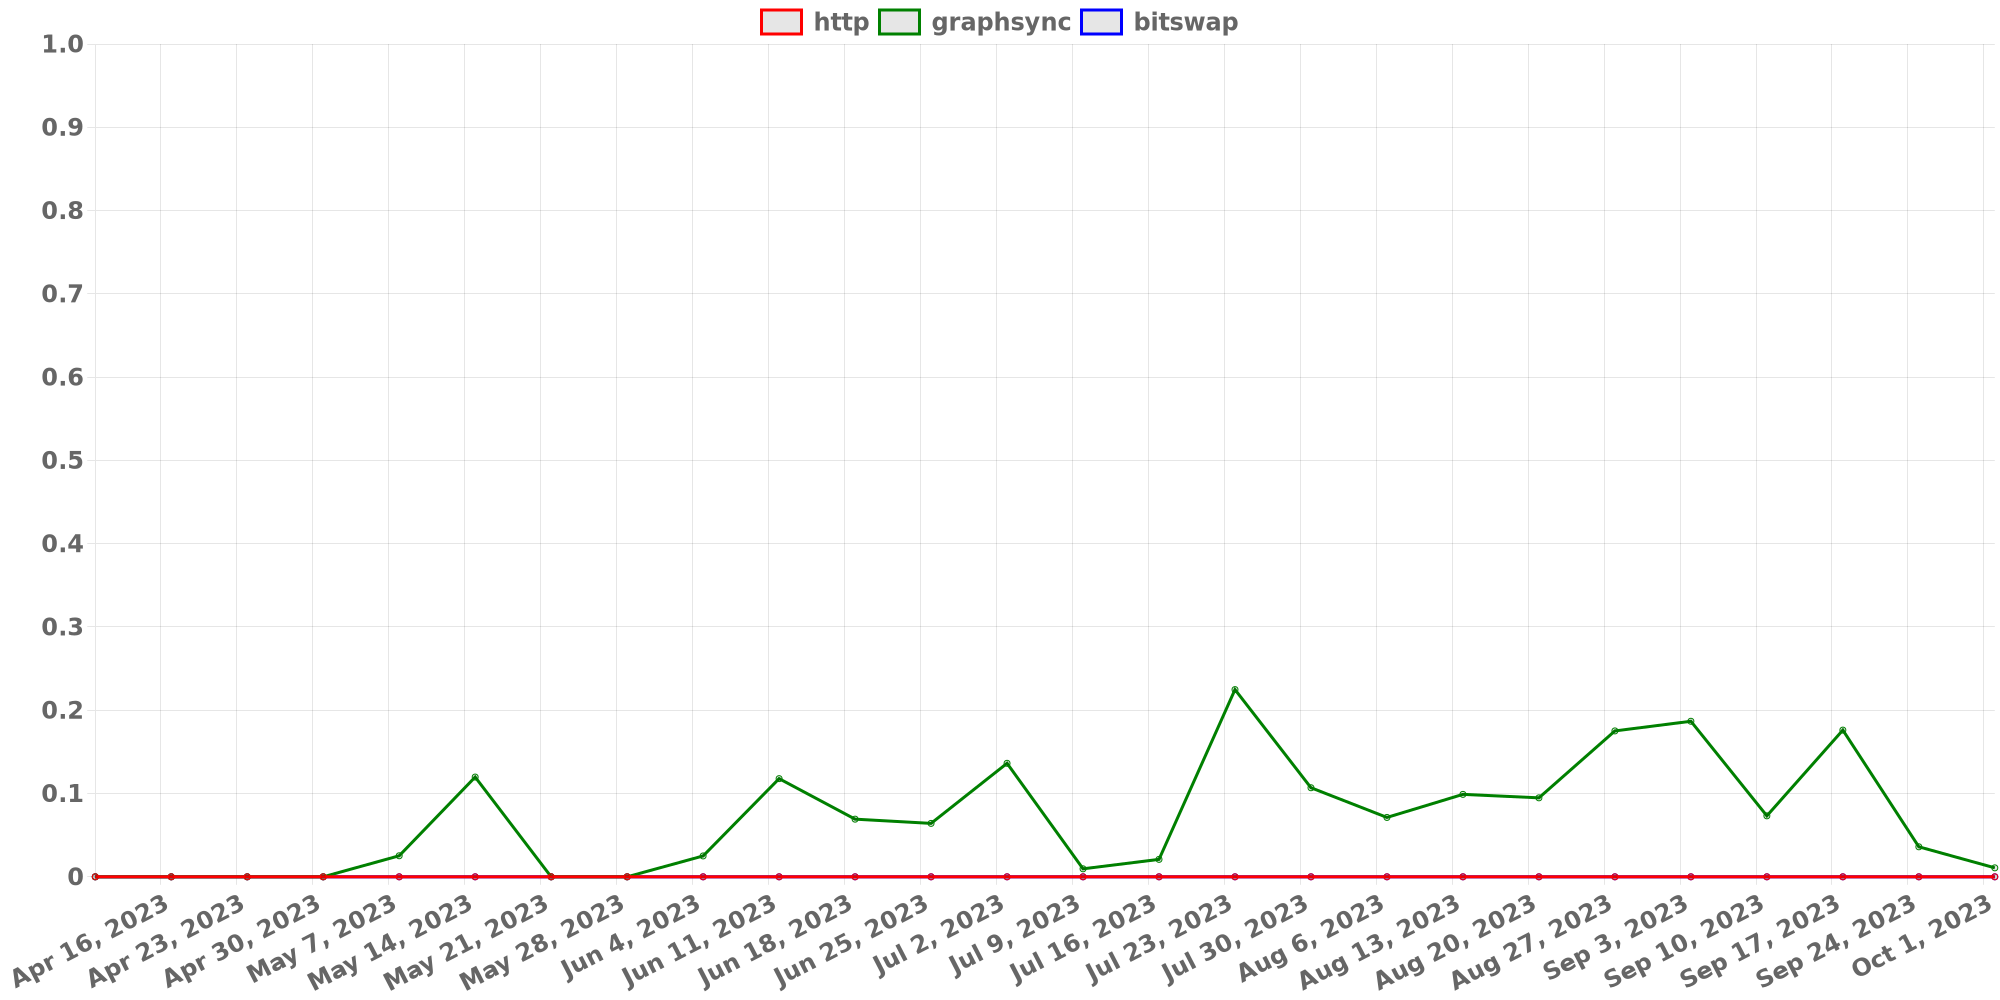 http graphsync bitswap
1.0
0.9
0.8
0.7
0.6
0.5
0.4
0.3
0.2
0.1
0
Apr 16, 2023
Apr 23, 2023
Apr 30, 2023
May 7, 2023
May 14, 2023
May 21, 2023
May 28, 2023
Jun 4, 2023
Jun 11, 2023
Jun 18, 2023
Jun 25, 2023
Jul 2, 2023
Jul 9, 2023
Jul 16, 2023
Jul 23, 2023
Jul 30, 2023
Aug 6, 2023
Aug 13, 2023
Aug 20, 2023
Aug 27, 2023
Sep 3, 2023
Sep 10, 2023
Sep 17, 2023
Sep 24, 2023
Oct 1, 2023